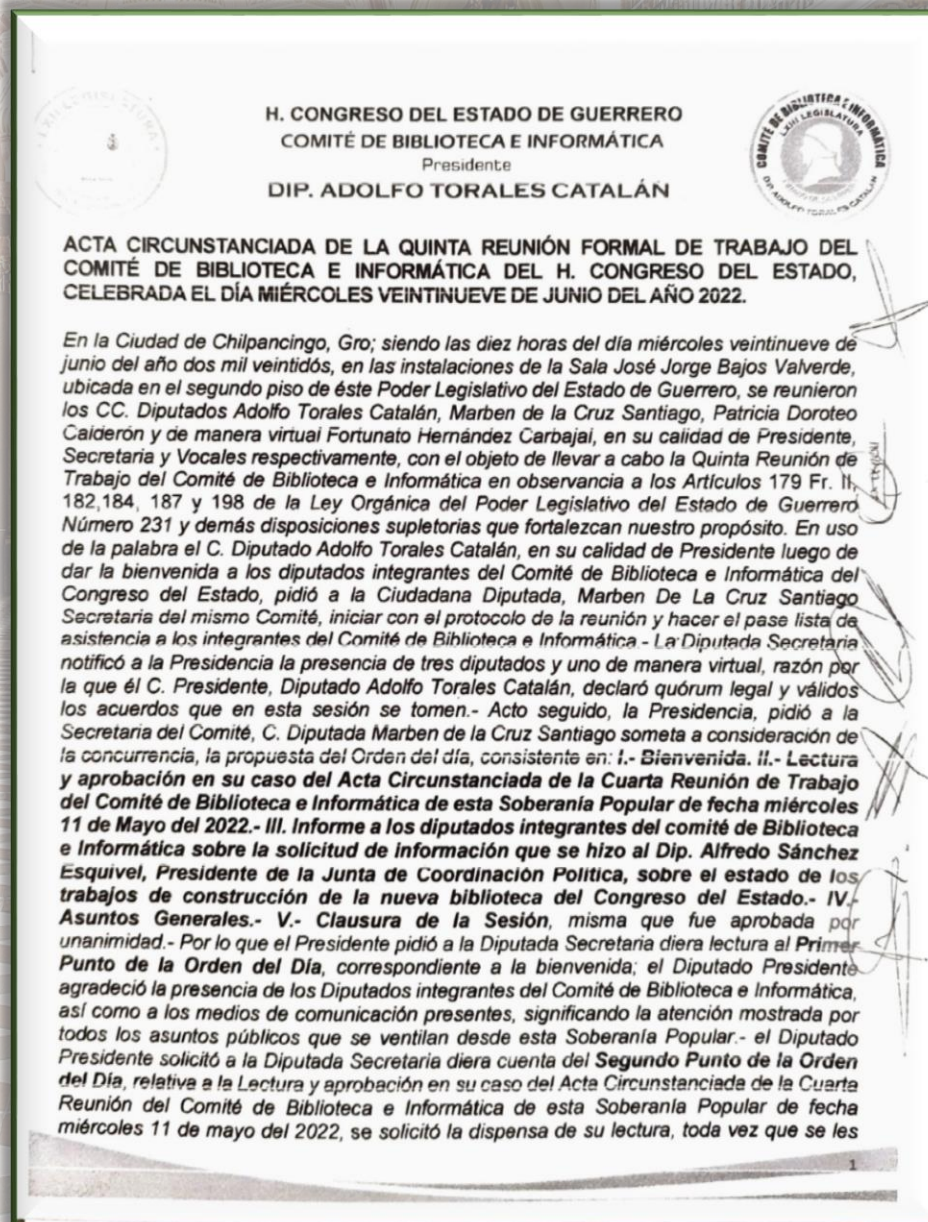 H. CONGRESO DEL ESTADO DE GUERRERO
COMITÉ DE BIBLIOTECA E INFORMÁTICA
Presidente
DIP. ADOLFO TORALES CATALÁN
COMITÉ DE BIBLIOTECA E INFORMÁTICA
LXIII LEGISLATURA
DIP. ADOLFO TORALES CATALÁN
ACTA CIRCUNSTANCIADA DE LA QUINTA REUNIÓN FORMAL DE TRABAJO DEL
COMITÉ DE BIBLIOTECA E INFORMÁTICA DEL H. CONGRESO DEL ESTADO,
CELEBRADA EL DÍA MIÉRCOLES VEINTINUEVE DE JUNIO DEL AÑO 2022.
En la Ciudad de Chilpancingo, Gro; siendo las diez horas del día miércoles veintinueve de
junio del año dos mil veintidós, en las instalaciones de la Sala José Jorge Bajos Valverde,
ubicada en el segundo piso de éste Poder Legislativo del Estado de Guerrero, se reunieron
los CC. Diputados Adolfo Torales Catalán, Marben de la Cruz Santiago, Patricia Doroteo
Calderón y de manera virtual Fortunato Hernández Carbajal, en su calidad de Presidente,
Secretaria y Vocales respectivamente, con el objeto de llevar a cabo la Quinta Reunión de
Trabajo del Comité de Biblioteca e Informática en observancia a los Artículos 179 Fr. II,
182,184, 187 y 198 de la Ley Orgánica del Poder Legislativo del Estado de Guerrero
Número 231 y demás disposiciones supletorias que fortalezcan nuestro propósito. En uso
de la palabra el C. Diputado Adolfo Torales Catalán, en su calidad de Presidente luego de
dar la bienvenida a los diputados integrantes del Comité de Biblioteca e Informática del
Congreso del Estado, pidió a la Ciudadana Diputada, Marben De La Cruz Santiago
Secretaria del mismo Comité, iniciar con el protocolo de la reunión y hacer el pase lista de
asistencia a los integrantes del Comité de Biblioteca e Informática.- La Diputada Secretaria
notificó a la Presidencia la presencia de tres diputados y uno de manera virtual, razón por
la que él C. Presidente, Diputado Adolfo Torales Catalán, declaró quórum legal y válidos
los acuerdos que en esta sesión se tomen.- Acto seguido, la Presidencia, pidió a la
Secretaria del Comité, C. Diputada Marben de la Cruz Santiago someta a consideración de
la concurrencia, la propuesta del Orden del día, consistente en: I.- Bienvenida. II.- Lectura
y aprobación en su caso del Acta Circunstanciada de la Cuarta Reunión de Trabajo
del Comité de Biblioteca e Informática de esta Soberanía Popular de fecha miércoles
11 de Mayo del 2022.- III. Informe a los diputados integrantes del comité de Biblioteca
e Informática sobre la solicitud de información que se hizo al Dip. Alfredo Sánchez
Esquivel, Presidente de la Junta de Coordinación Política, sobre el estado de los
trabajos de construcción de la nueva biblioteca del Congreso del Estado.- IV.-
Asuntos Generales.- V.- Clausura de la Sesión, misma que fue aprobada por
unanimidad.- Por lo que el Presidente pidió a la Diputada Secretaria diera lectura al Primer
Punto de la Orden del Día, correspondiente a la bienvenida; el Diputado Presidente
agradeció la presencia de los Diputados integrantes del Comité de Biblioteca e Informática,
así como a los medios de comunicación presentes, significando la atención mostrada por
todos los asuntos públicos que se ventilan desde esta Soberanía Popular.- el Diputado
Presidente solicitó a la Diputada Secretaria diera cuenta del Segundo Punto de la Orden
del Día, relativa a la Lectura y aprobación en su caso del Acta Circunstanciada de la Cuarta
Reunión del Comité de Biblioteca e Informática de esta Soberanía Popular de fecha
miércoles 11 de mayo del 2022, se solicitó la dispensa de su lectura, toda vez que se les
1